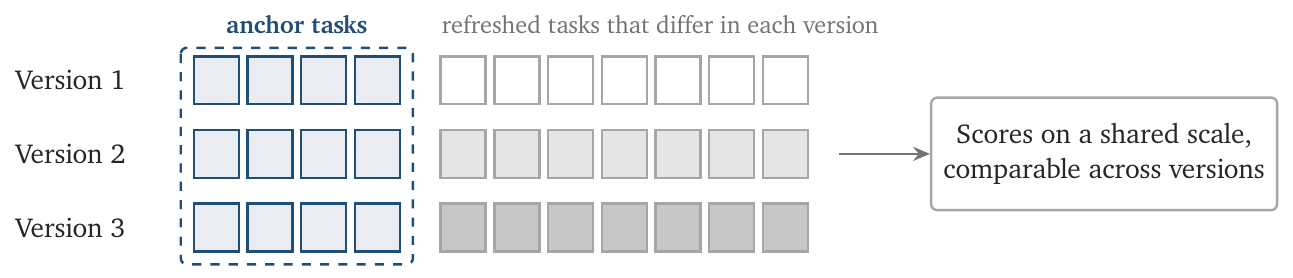 anchor tasks
refreshed tasks that differ in each version
Version 1
Version 2
Version 3
Scores on a shared scale,
comparable across versions